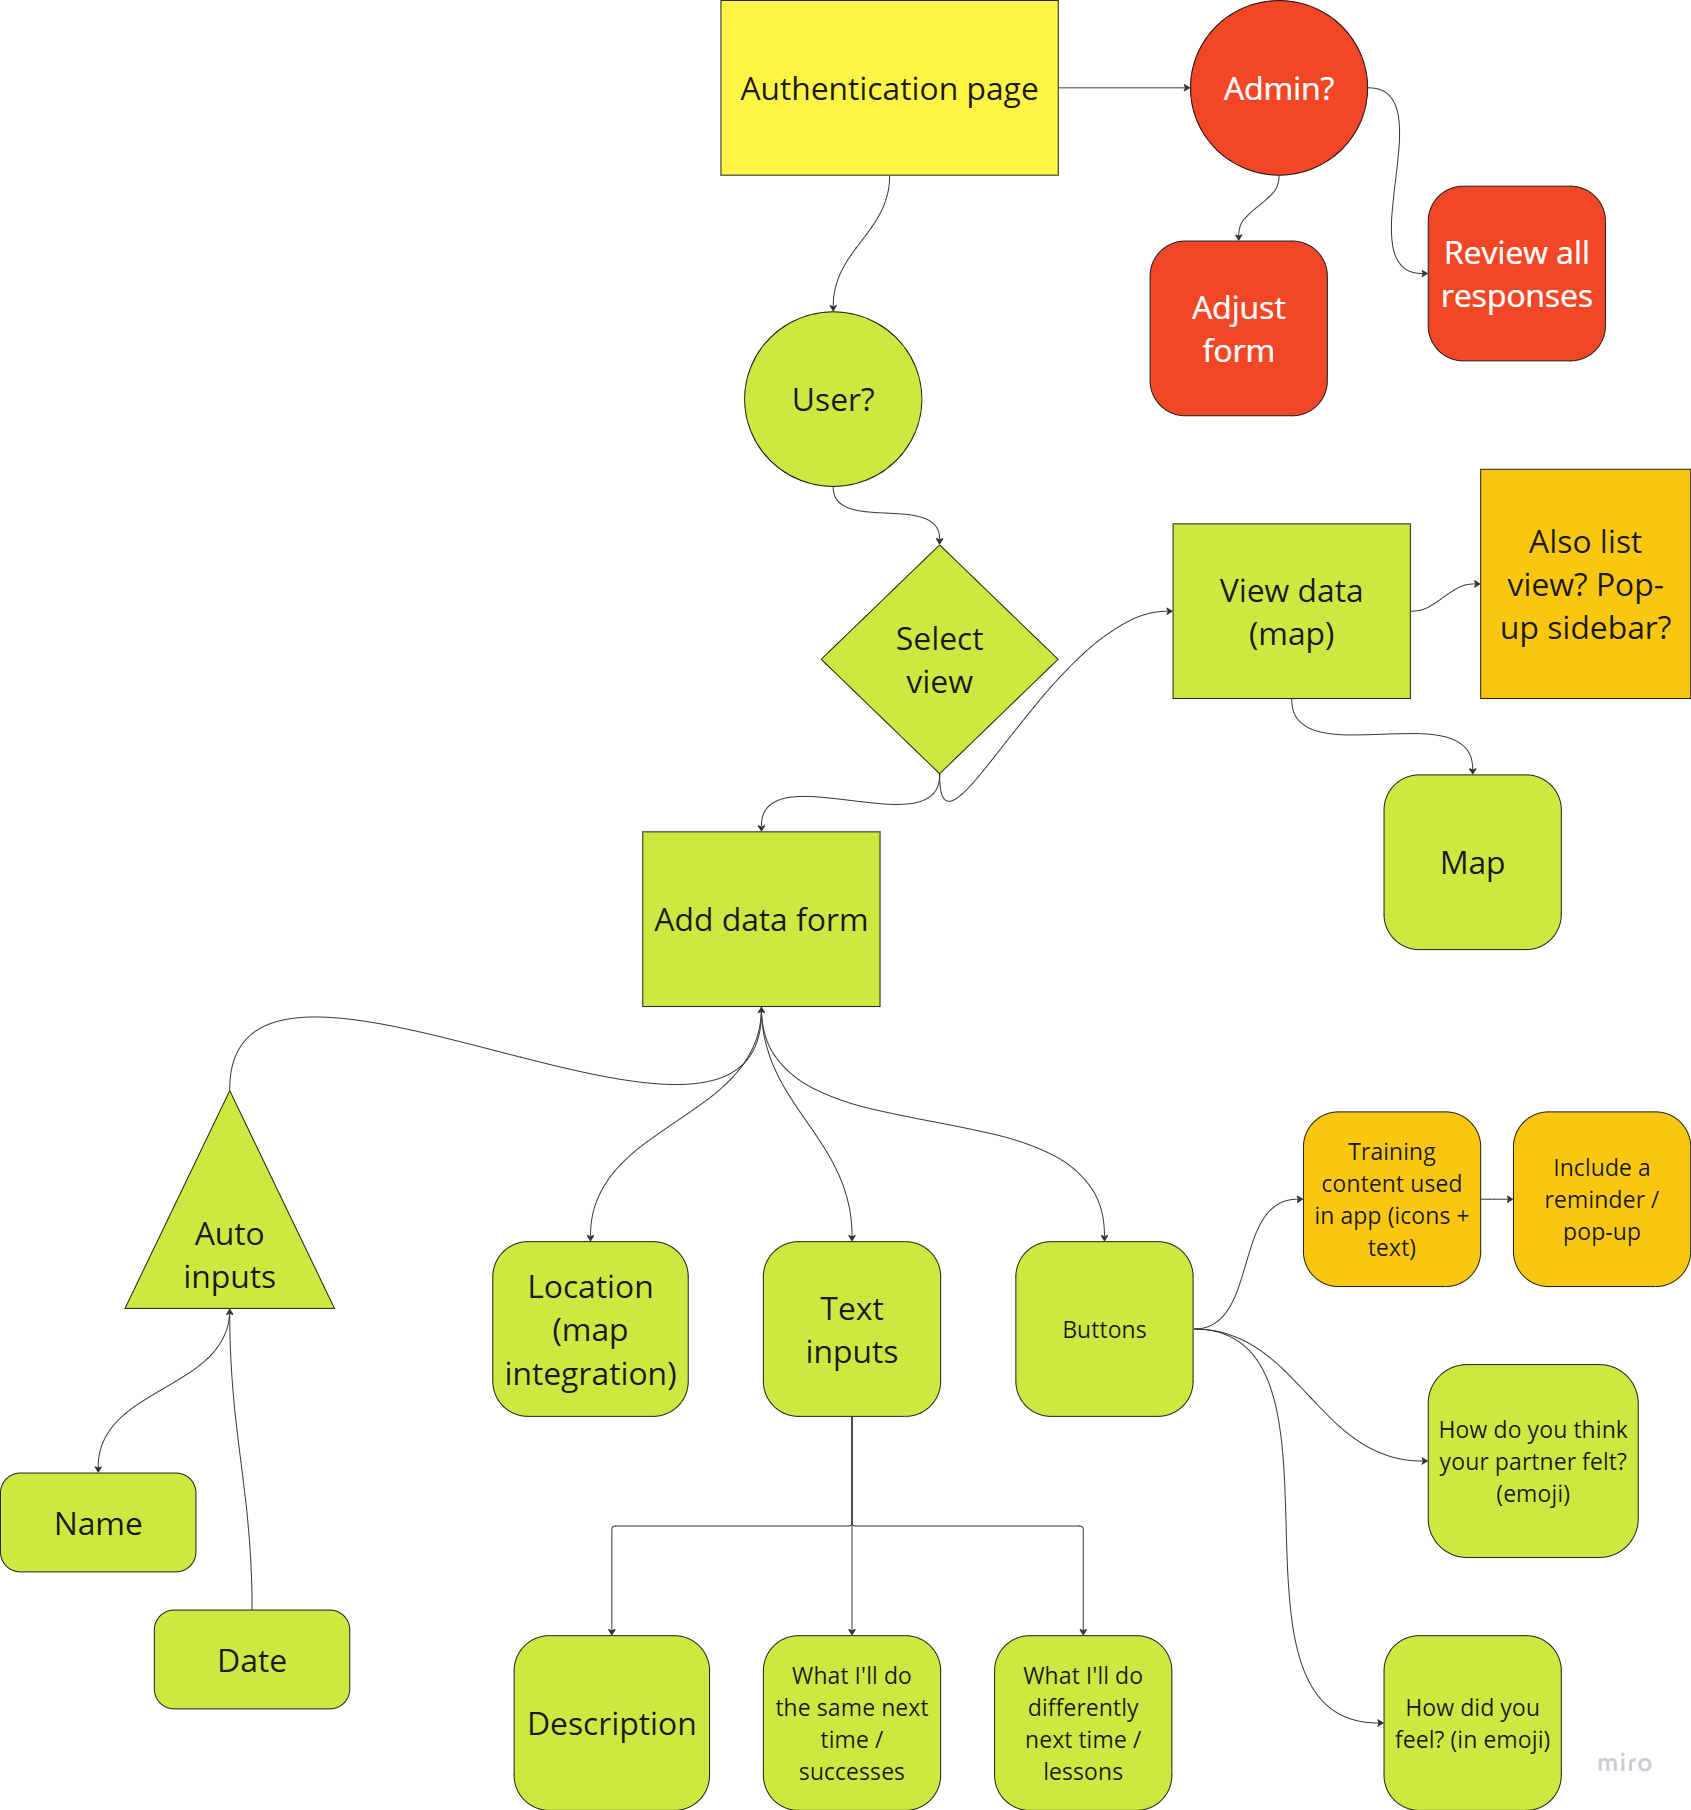 Authentication page
Admin?
Review all
responses
Adjust
form
User?
Also list
view? Pop-
up sidebar?
View data
(map)
Select
view
Map
Add data form
Training
content used
in app (icons +
text)
Include a
reminder /
pop-up
Auto
inputs
Location
(map
integration)
Text
inputs
Buttons
How do you think
your partner felt?
(emoji)
Name
Date
Description
What I'll do
the same next
time /
successes
What I'll do
differently
next time /
lessons
How did you
feel? (in emoji)
miro